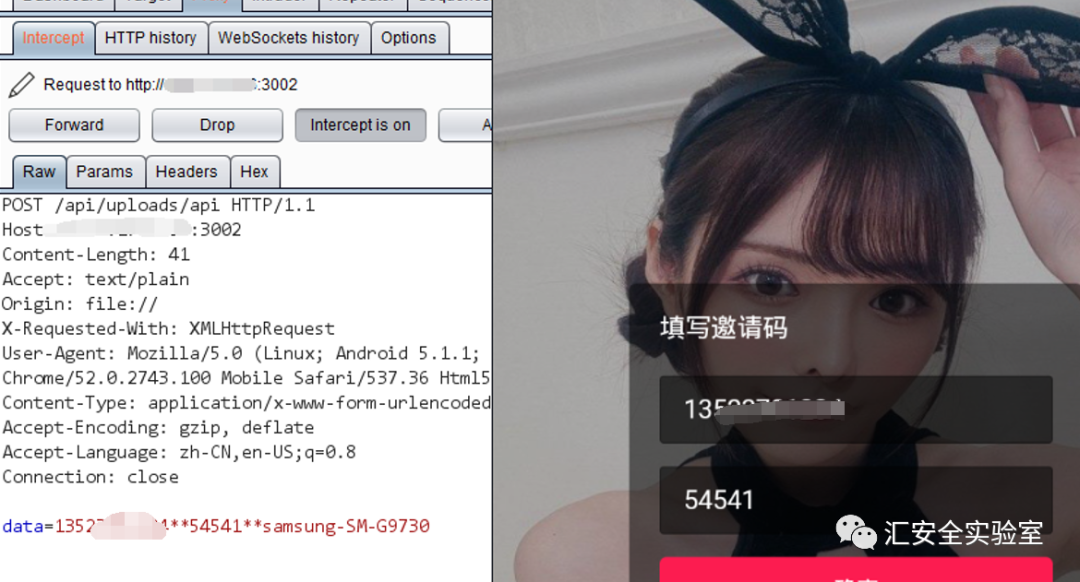 Intercept
HTTP history
WebSockets history
Options
Request to http:// :3002
Forward
Drop
Intercept is on
Raw
Params
Headers
Hex
POST /api/uploads/api HTTP/1.1
Host :3002
Content-Length: 41
Accept: text/plain
Origin: file://
X-Requested-With: XMLHttpRequest
User-Agent: Mozilla/5.0 (Linux; Android 5.1.1;
Chrome/52.0.2743.100 Mobile Safari/537.36 Html5
Content-Type: application/x-www-form-urlencoded
Accept-Encoding: gzip, deflate
Accept-Language: zh-CN,en-US;q=0.8
Connection: close
data=1352 4**54541**samsung-SM-G9730
填写邀请码
135
54541
汇安全实验室